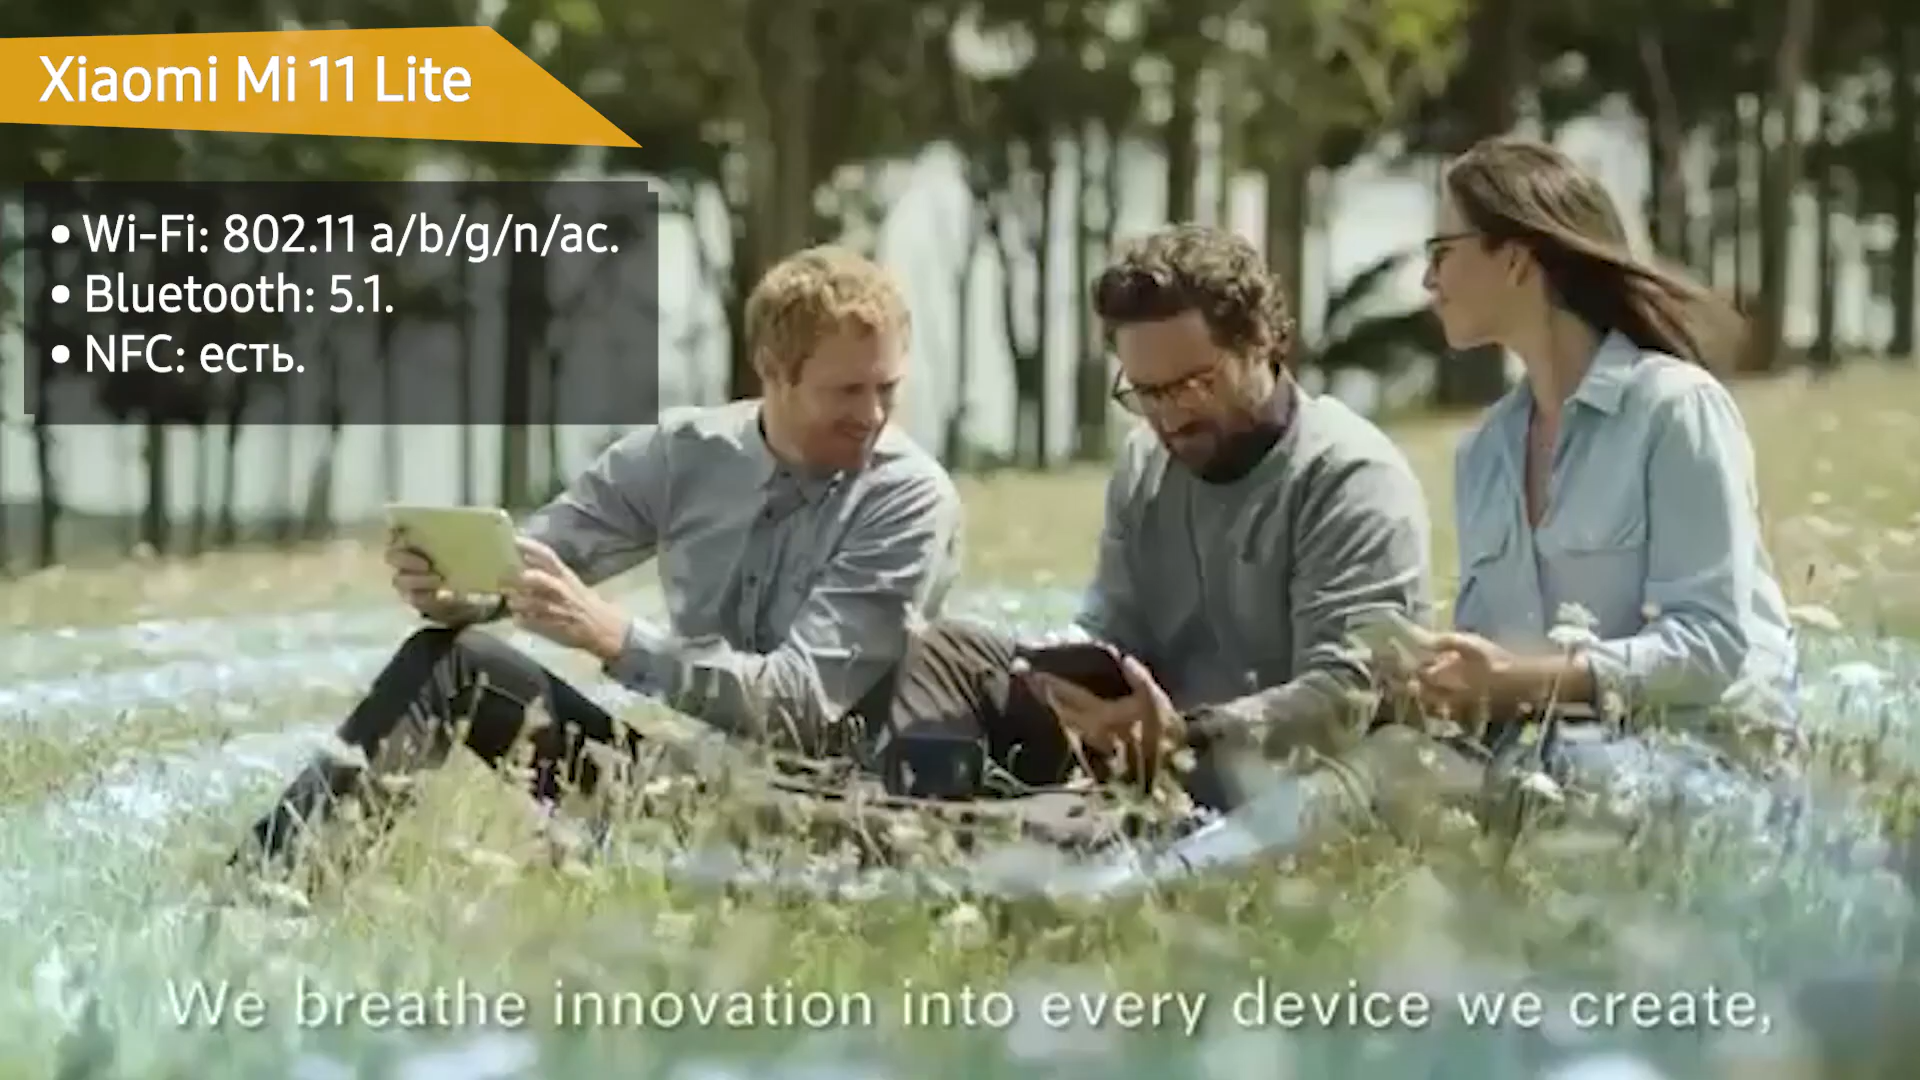 Xiaomi Mi 11 Lite
• Wi-Fi: 802.11 a/b/g/n/ac.
• Bluetooth: 5.1.
• NFC: есть.
We breathe innovation into every device we create,